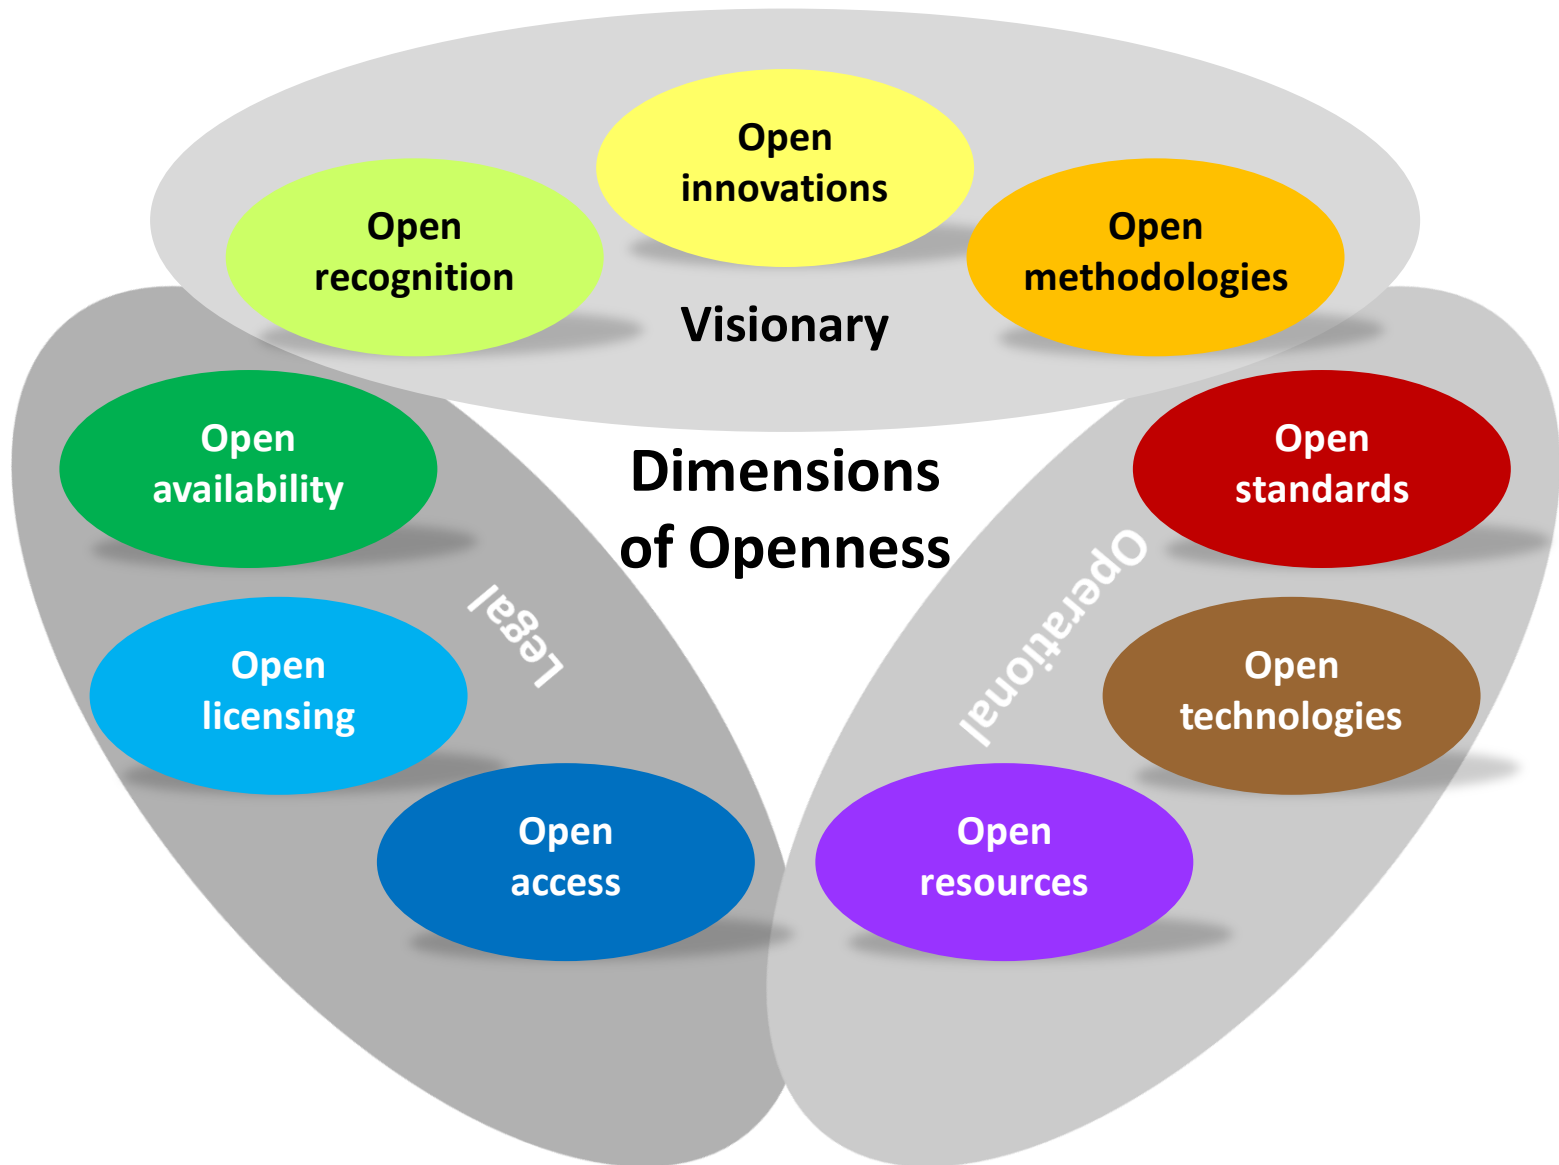 Open
innovations
Open
recognition
Open
methodologies
Visionary
Dimensions
of Openness
Open
availability
Open
licensing
Open
access
Legal
Open
standards
Open
technologies
Open
resources
Operational